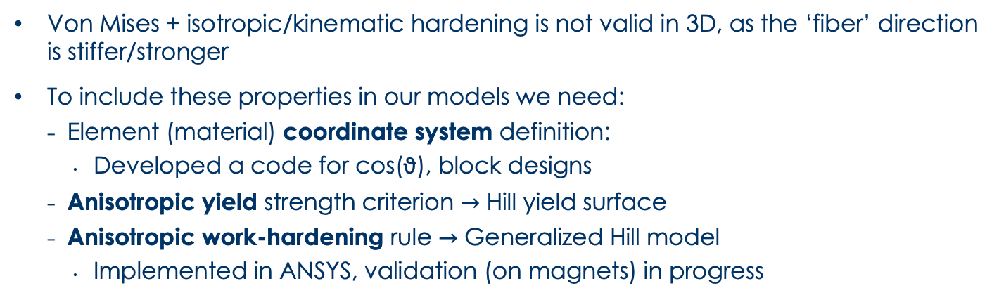 • Von Mises + isotropic/kinematic hardening is not valid in 3D, as the ‘fiber’ direction
is stiffer/stronger
• To include these properties in our models we need:
- Element (material) coordinate system definition:
· Developed a code for cos(ϑ), block designs
- Anisotropic yield strength criterion → Hill yield surface
- Anisotropic work-hardening rule → Generalized Hill model
· Implemented in ANSYS, validation (on magnets) in progress